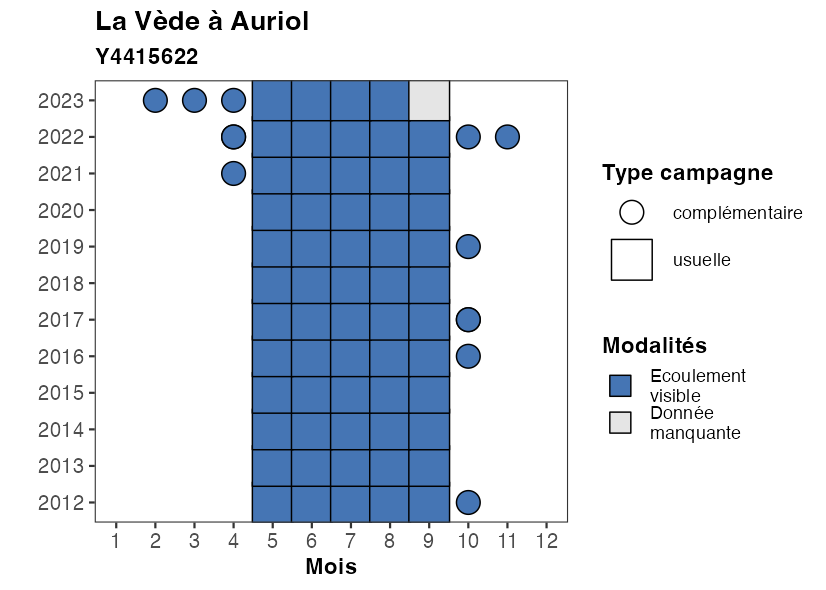 La Vède à Auriol
Y4415622
2023
2022
2021
2020
2019
2018
2017
2016
2015
2014
2013
2012
1 2 3 4 5 6 7 8 9 10 11 12
Mois
Type campagne
complémentaire
usuelle
Modalités
Ecoulement
visible
Donnée
manquante